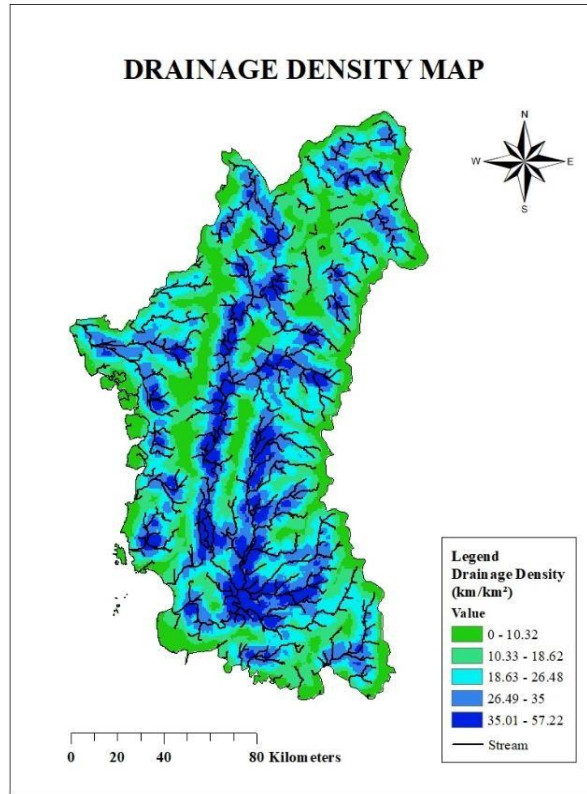 DRAINAGE DENSITY MAP
N
W E
S
Legend
Drainage Density
(km/km²)
Value
0 - 10.32
10.33 - 18.62
18.63 - 26.48
26.49 - 35
35.01 - 57.22
Stream
0 20 40 80 Kilometers